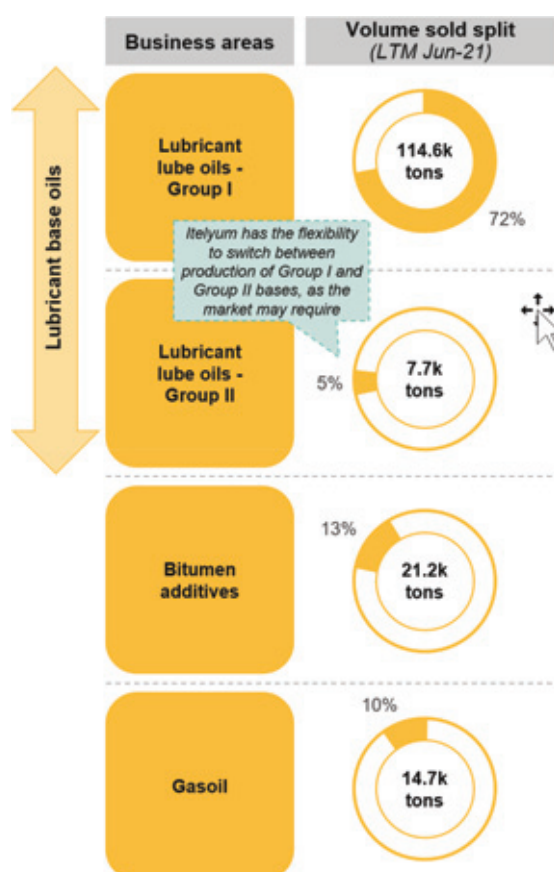 Business areas
Volume sold split
(LTM Jun-21)
Lubricant base oils
Lubricant
lube oils -
Group I
114.6k
tons
72%
Itelyum has the flexibility
to switch between
production of Group I and
Group II bases, as the
market may require
Lubricant
lube oils -
Group II
5%
7.7k
tons
Bitumen
additives
13%
21.2k
tons
Gasoil
10%
14.7k
tons